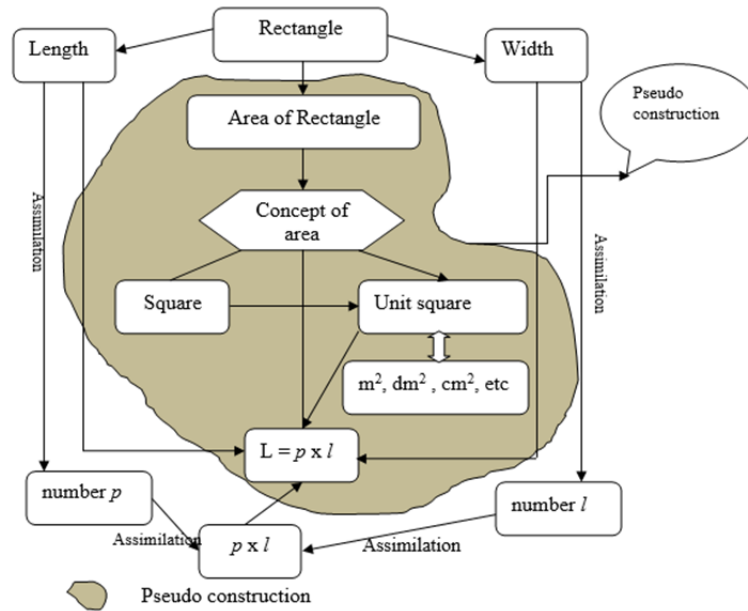 Rectangle
Length
Width
Area of Rectangle
Pseudo
construction
Concept of
area
Assimilation
Assimilation
Square
Unit square
m², dm² , cm², etc
L = p x l
number p
number l
Assimilation
p x l
Assimilation
Pseudo construction